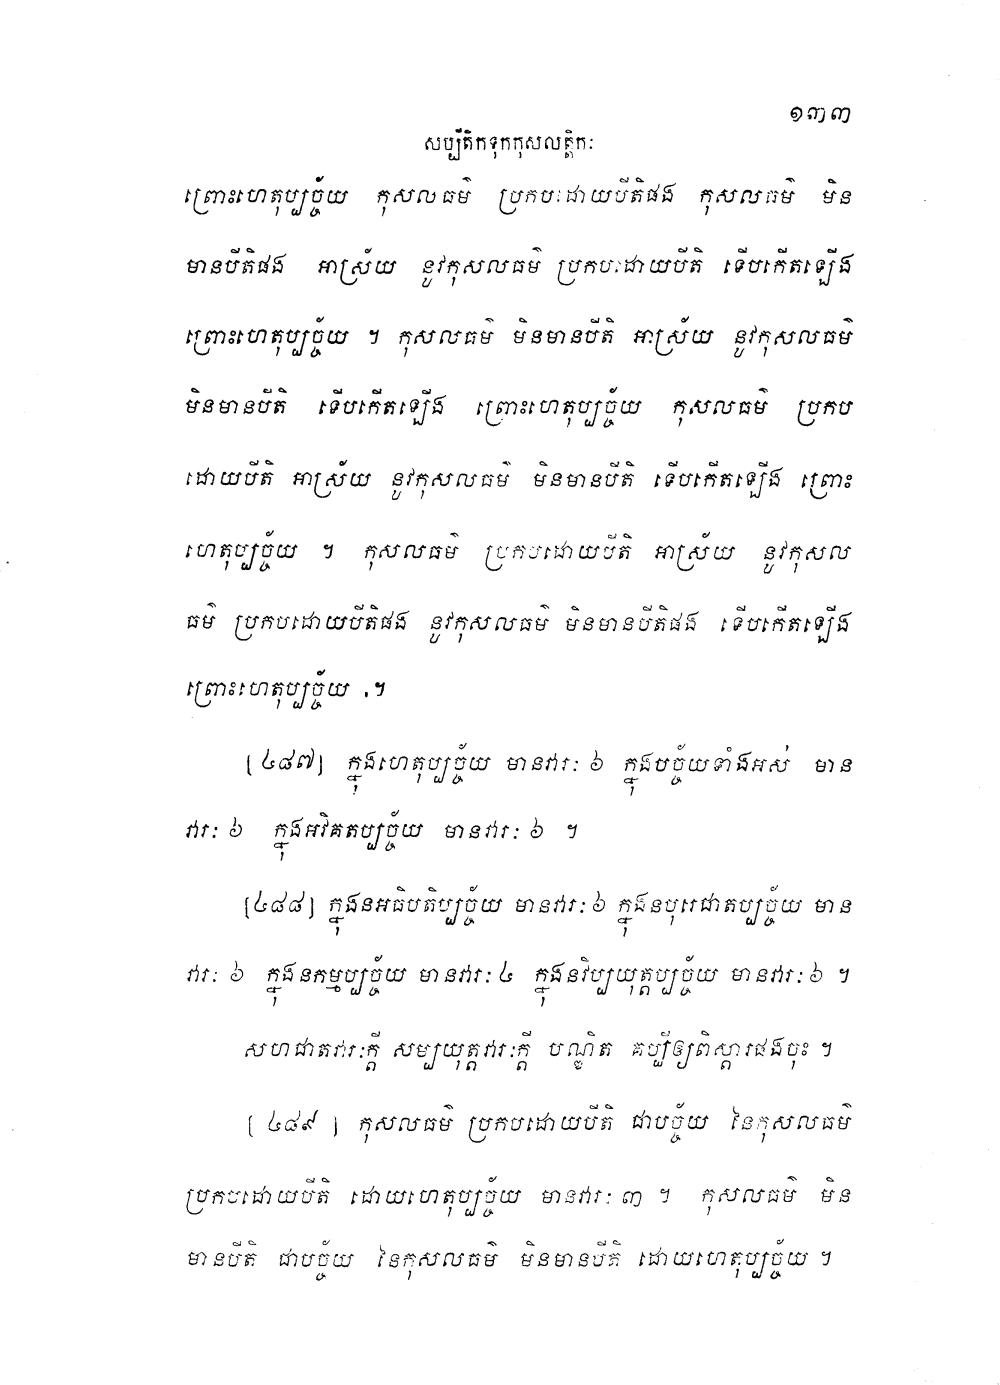 ១៣៣
សប្បីតិកទុកកុសលត្តិកៈ
ព្រោះហេតុប្បច្ច័យ កុសលធម៌ ប្រកបដោយបីតិផង កុសលធម៌ មិន
មានបីតិផង អាស្រ័យ នូវកុសលធម៌ ប្រកបដោយបីតិ ទើបកើតឡើង
ព្រោះហេតុប្បច្ច័យ ។ កុសលធម៌ មិនមានបីតិ អាស្រ័យ នូវកុសលធម៌
មិនមានបីតិ ទើបកើតឡើង ព្រោះហេតុប្បច្ច័យ កុសលធម៌ ប្រកប
ដោយបីតិ អាស្រ័យ នូវកុសលធម៌ មិនមានបីតិ ទើបកើតឡើង ព្រោះ
ហេតុប្បច្ច័យ ។ កុសលធម៌ ប្រកបដោយបីតិ អាស្រ័យ នូវកុសល
ធម៌ ប្រកបដោយបីតិផង នូវកុសលធម៌ មិនមានបីតិផង ទើបកើតឡើង
ព្រោះហេតុប្បច្ច័យ ។
[៤៨៧] ក្នុងហេតុប្បច្ច័យ មានវារៈ ៦ ក្នុងបច្ច័យទាំងអស់ មាន
វារៈ ៦ ក្នុងអវិគតប្បច្ច័យ មានវារៈ ៦ ។
[៤៨៨] ក្នុងនអធិបតិប្បច្ច័យ មានវារៈ ៦ ក្នុងនបុរេជាតប្បច្ច័យ មាន
វារៈ ៦ ក្នុងនកម្មប្បច្ច័យ មានវារៈ ៤ ក្នុងនវិប្បយុត្តប្បច្ច័យ មានវារៈ ៦ ។
សហជាតវារៈក្តី សម្បយុត្តវារៈក្តី បណ្ឌិត គប្បីឲ្យពិស្តារផងចុះ ។
[៤៨៩] កុសលធម៌ ប្រកបដោយបីតិ ជាបច្ច័យ នៃកុសលធម៌
ប្រកបដោយបីតិ ដោយហេតុប្បច្ច័យ មានវារៈ ៣ ។ កុសលធម៌ មិន
មានបីតិ ជាបច្ច័យ នៃកុសលធម៌ មិនមានបីតិ ដោយហេតុប្បច្ច័យ ។